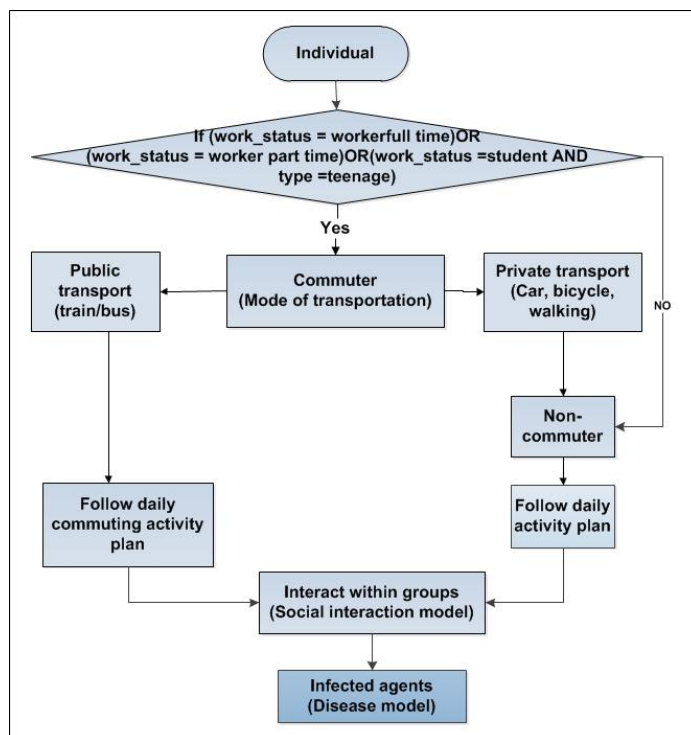 Individual
If (work_status = workerfull time)OR
(work_status = worker part time)OR(work_status =student AND
type =teenage)
Yes
Public
transport
(train/bus)
Commuter
(Mode of transportation)
Private transport
(Car, bicycle,
walking)
NO
Non-
commuter
Follow daily
commuting activity
plan
Follow daily
activity plan
Interact within groups
(Social interaction model)
Infected agents
(Disease model)